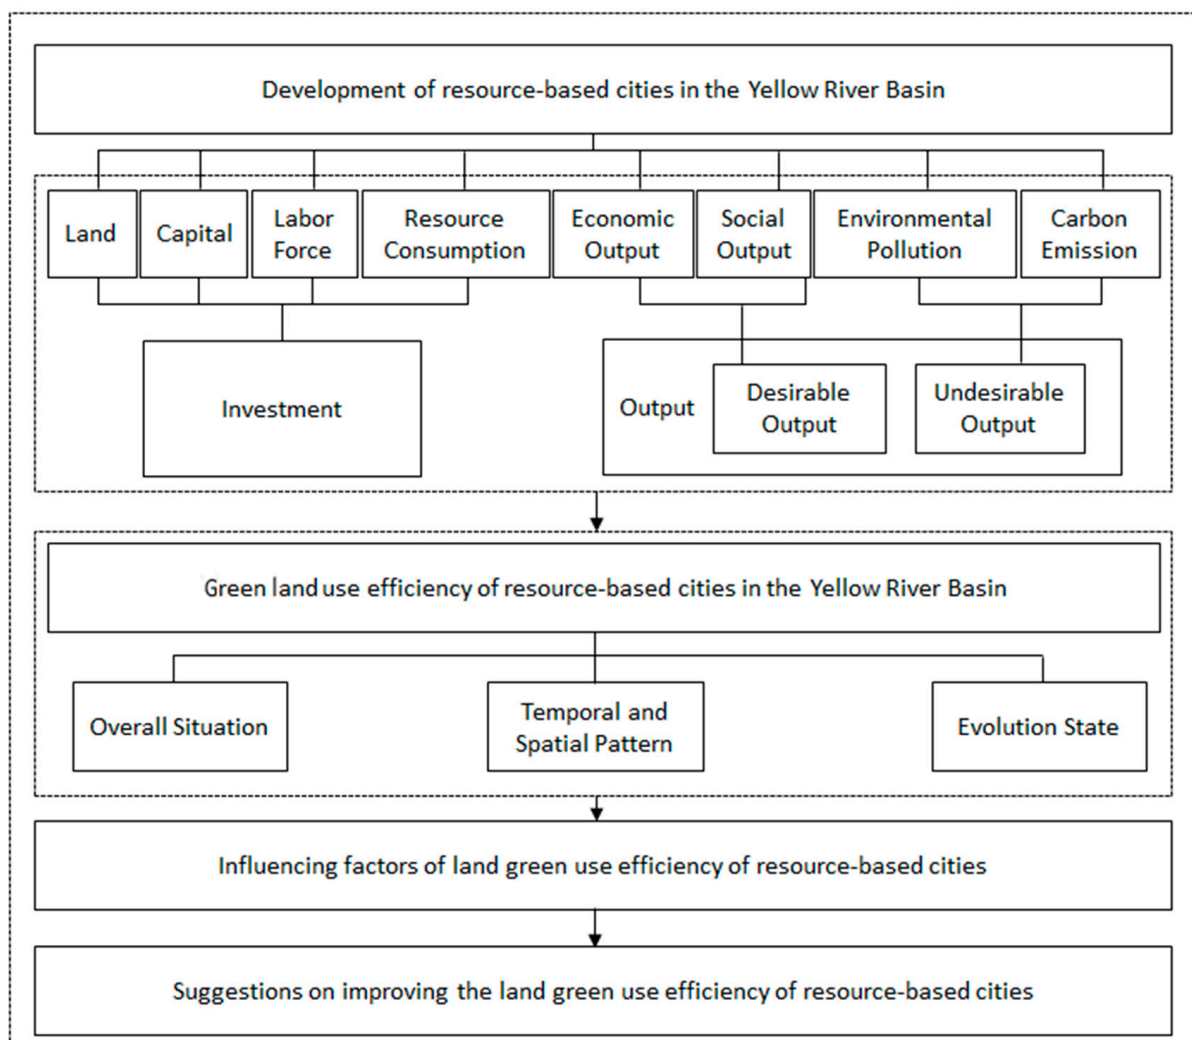 Development of resource-based cities in the Yellow River Basin
Land
Capital
Labor
Force
Resource
Consumption
Economic
Output
Social
Output
Environmental
Pollution
Carbon
Emission
Investment
Output
Desirable
Output
Undesirable
Output
Green land use efficiency of resource-based cities in the Yellow River Basin
Overall Situation
Temporal and
Spatial Pattern
Evolution State
Influencing factors of land green use efficiency of resource-based cities
Suggestions on improving the land green use efficiency of resource-based cities